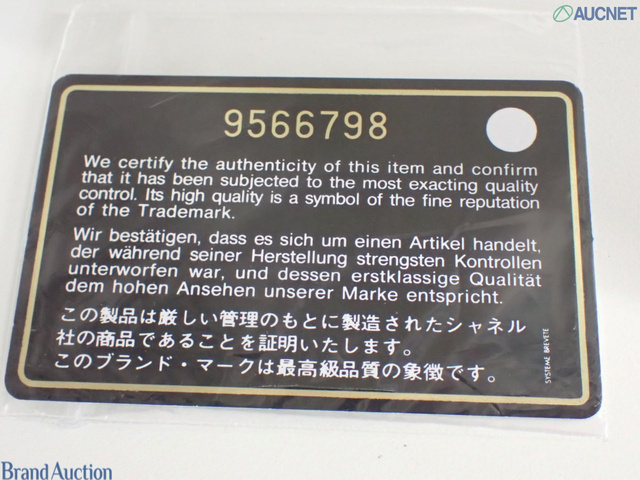 AUCNET
9566798
We certify the authenticity of this item and confirm
that it has been subjected to the most exacting quality
control. Its high quality is a symbol of the fine reputation
of the Trademark.
Wir bestätigen, dass es sich um einen Artikel handelt,
der während seiner Herstellung strengsten Kontrollen
unterworfen war, und dessen erstklassige Qualität
dem hohen Ansehen unserer Marke entspricht.
この製品は厳しい管理のもとに製造されたシャネル
社の商品であることを証明いたします。
このブランド・マークは最高級品質の象徴です。
SYSTEME BREVETE
Brand Auction